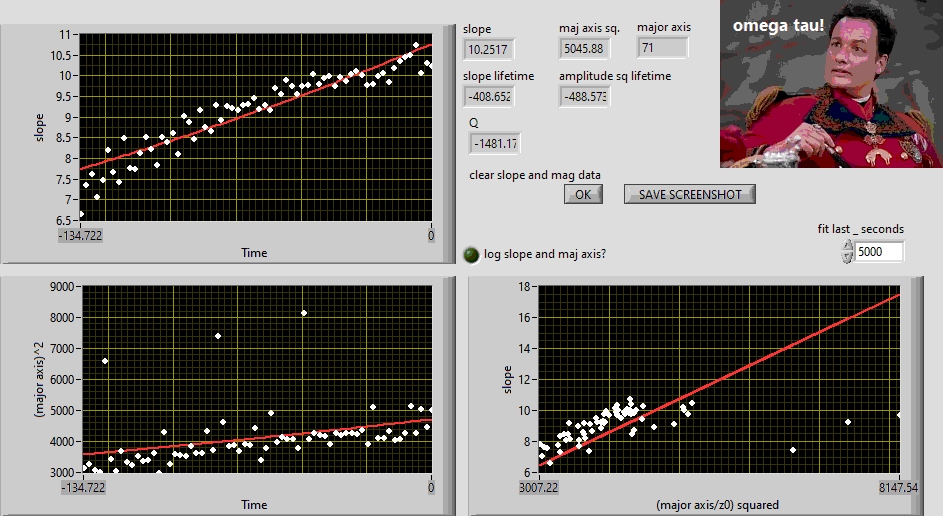 11
10.5
10
9.5
9
8.5
8
7.5
7
6.5
slope
-134.722
0
Time
slope
maj axis sq.
major axis
10.2517
5045.88
71
slope lifetime
amplitude sq lifetime
-408.652
-488.573
Q
-1481.17
clear slope and mag data
OK
SAVE SCREENSHOT
omega tau!
fit last _ seconds
5000
log slope and maj axis?
9000
8000
7000
6000
5000
4000
3000
(major axis)^2
-134.722
0
Time
18
16
14
12
10
8
6
slope
3007.22
8147.54
(major axis/z0) squared